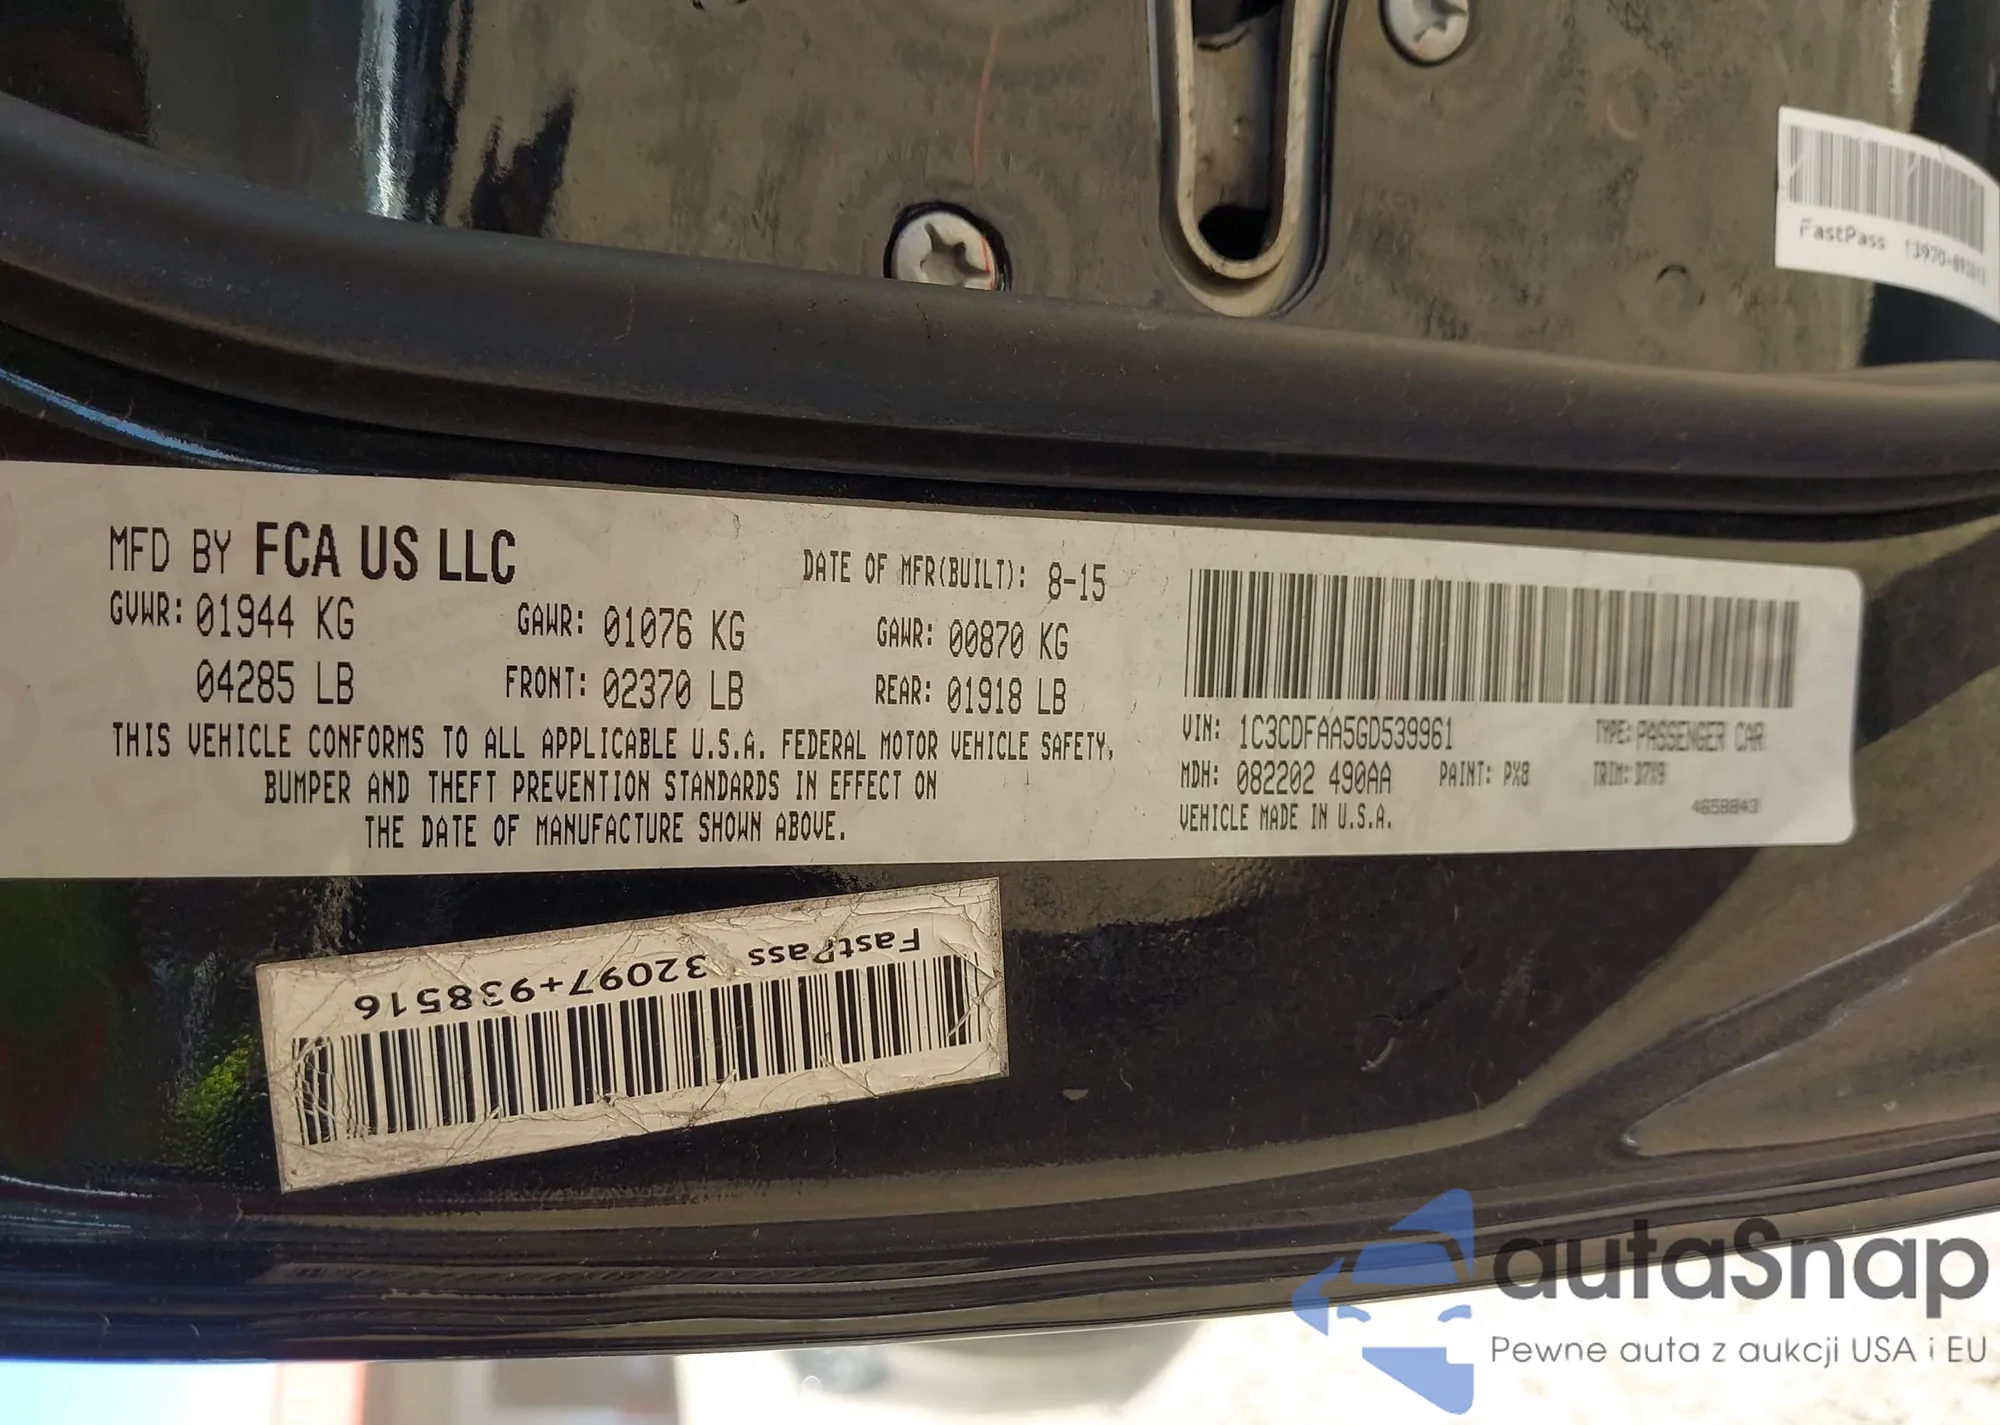 FastPass
MFD BY FCA US LLC
DATE OF MFR(BUILT): 8-15
GVWR: 01944 KG GAWR: 01076 KG GAWR: 00870 KG
04285 LB FRONT: 02370 LB REAR: 01918 LB
THIS VEHICLE CONFORMS TO ALL APPLICABLE U.S.A. FEDERAL MOTOR VEHICLE SAFETY,
BUMPER AND THEFT PREVENTION STANDARDS IN EFFECT ON
THE DATE OF MANUFACTURE SHOWN ABOVE.
VIN: 1C3CDFAA5GD539961 TYPE: PASSENGER CAR
MDH: 082202 490AA PAINT: PX8 TRIM: D7X9
VEHICLE MADE IN U.S.A.
4658843
FastPass 32097+938516
autaSnap
Pewne auta z aukcji USA i EU